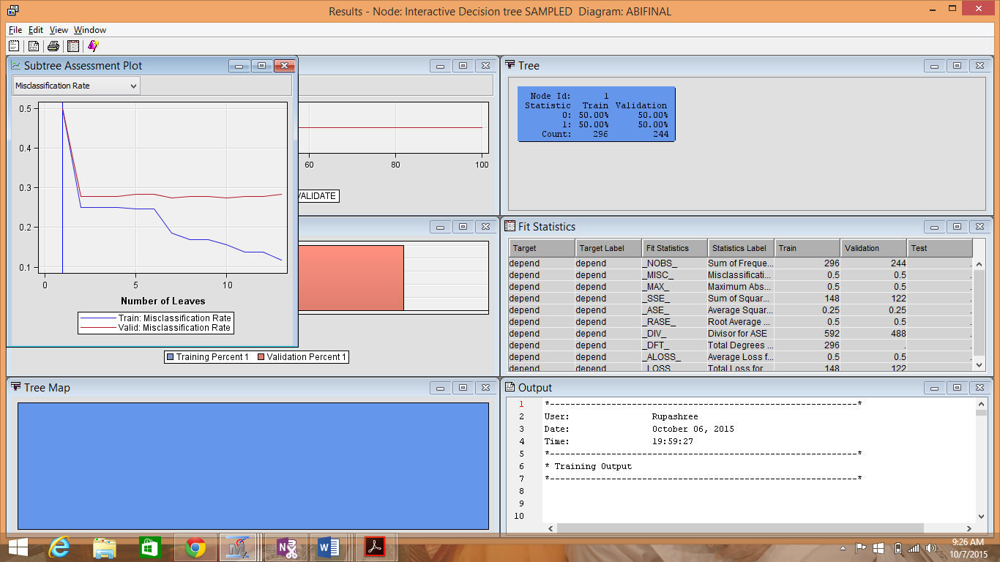 Results - Node: Interactive Decision tree SAMPLED Diagram: ABIFINAL
File Edit View Window
Subtree Assessment Plot
Misclassification Rate
0.5
0.4
0.3
0.2
0.1
0 5 10
Number of Leaves
Train: Misclassification Rate
Valid: Misclassification Rate
60 80 100
VALIDATE
Training Percent 1 Validation Percent 1
Tree
Node Id: 1
Statistic Train Validation
0: 50.00% 50.00%
1: 50.00% 50.00%
Count: 296 244
Fit Statistics
Target Target Label Fit Statistics Statistics Label Train Validation Test
depend depend _NOBS_ Sum of Freque... 296 244 .
depend depend _MISC_ Misclassificati... 0.5 0.5 .
depend depend _MAX_ Maximum Abs... 0.5 0.5 .
depend depend _SSE_ Sum of Squar... 148 122 .
depend depend _ASE_ Average Squar... 0.25 0.25 .
depend depend _RASE_ Root Average ... 0.5 0.5 .
depend depend _DIV_ Divisor for ASE 592 488 .
depend depend _DFT_ Total Degrees ... 296 . .
depend depend _ALOSS_ Average Loss f... 0.5 0.5 .
depend depend _LOSS_ Total Loss for 148 122 .
Tree Map
Output
1 *------------------------------------------------------------*
2 User: Rupashree
3 Date: October 06, 2015
4 Time: 19:59:27
5 *------------------------------------------------------------*
6 * Training Output
7 *------------------------------------------------------------*
8
9
10
9:26 AM
10/7/2015